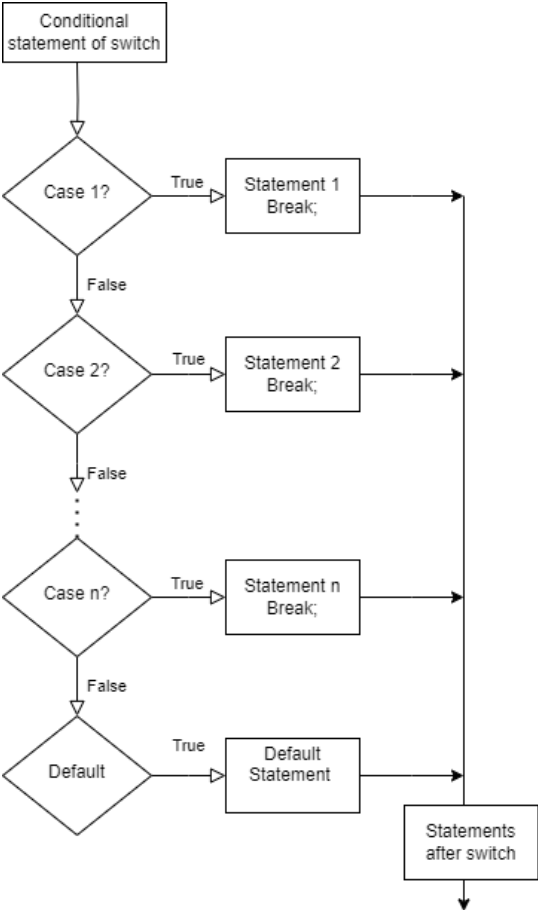 Conditional
statement of switch
Case 1?
True
Statement 1
Break;
False
Case 2?
True
Statement 2
Break;
False
Case n?
True
Statement n
Break;
False
Default
True
Default
Statement
Statements
after switch